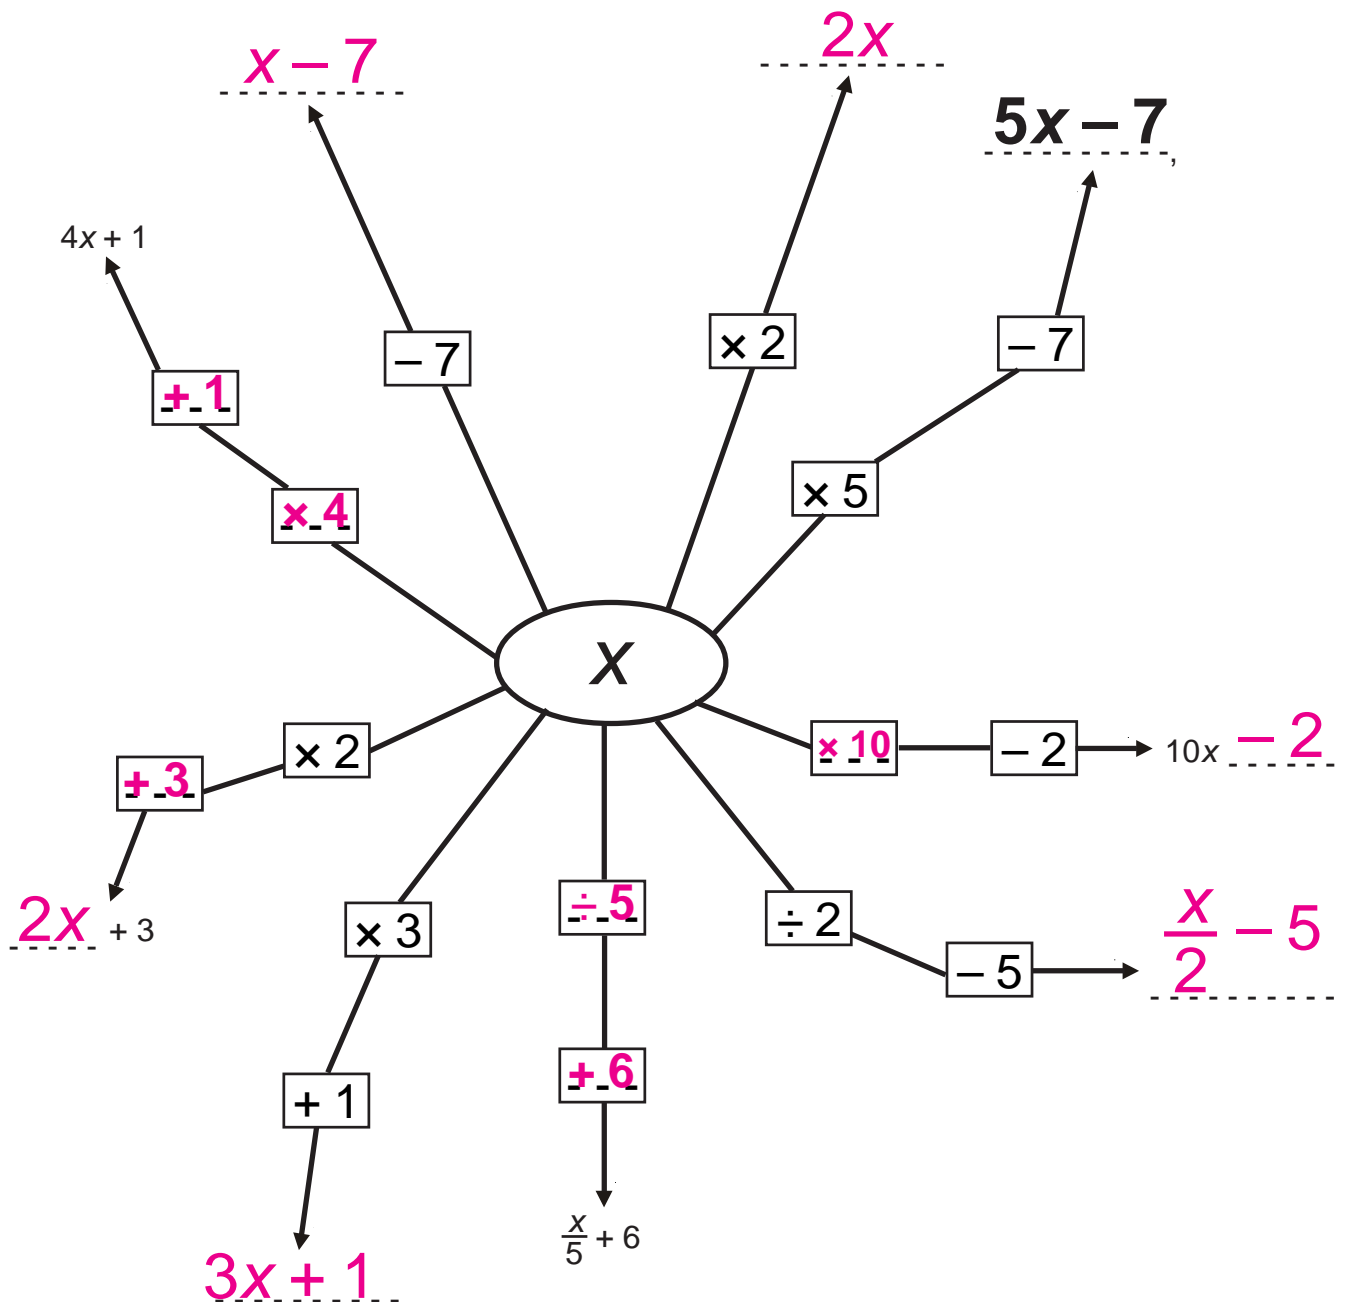 2x
x – 7
5x – 7,
4x + 1
– 7
× 2
– 7
+ 1
× 5
× 4
x
× 2
× 10
– 2
10x – 2
+ 3
÷ 5
÷ 2
x/2 – 5
2x + 3
× 3
– 5
+ 6
+ 1
x/5 + 6
3x + 1